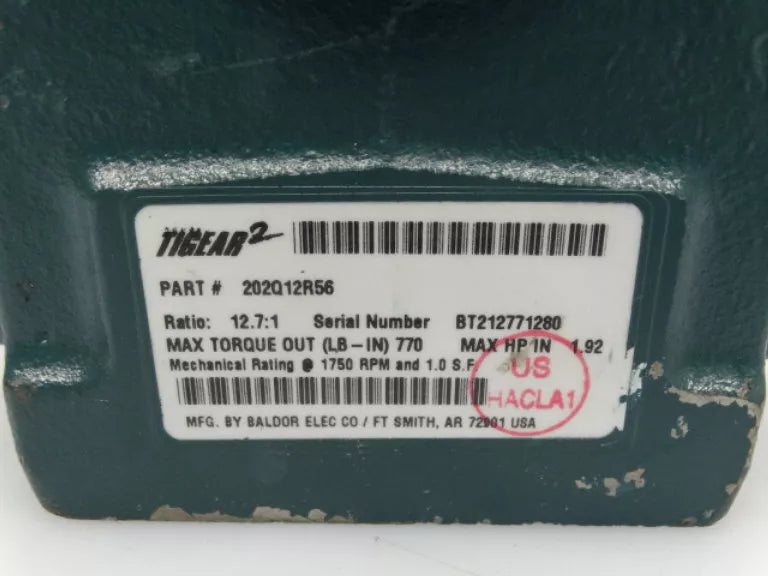 TIGEAR2
PART # 202Q12R56
Ratio: 12.7:1 Serial Number BT212771280
MAX TORQUE OUT (LB-IN) 770 MAX HP IN 1.92
Mechanical Rating @ 1750 RPM and 1.0 S.F.
US
HACLA1
MFG. BY BALDOR ELEC CO / FT SMITH, AR 72901 USA